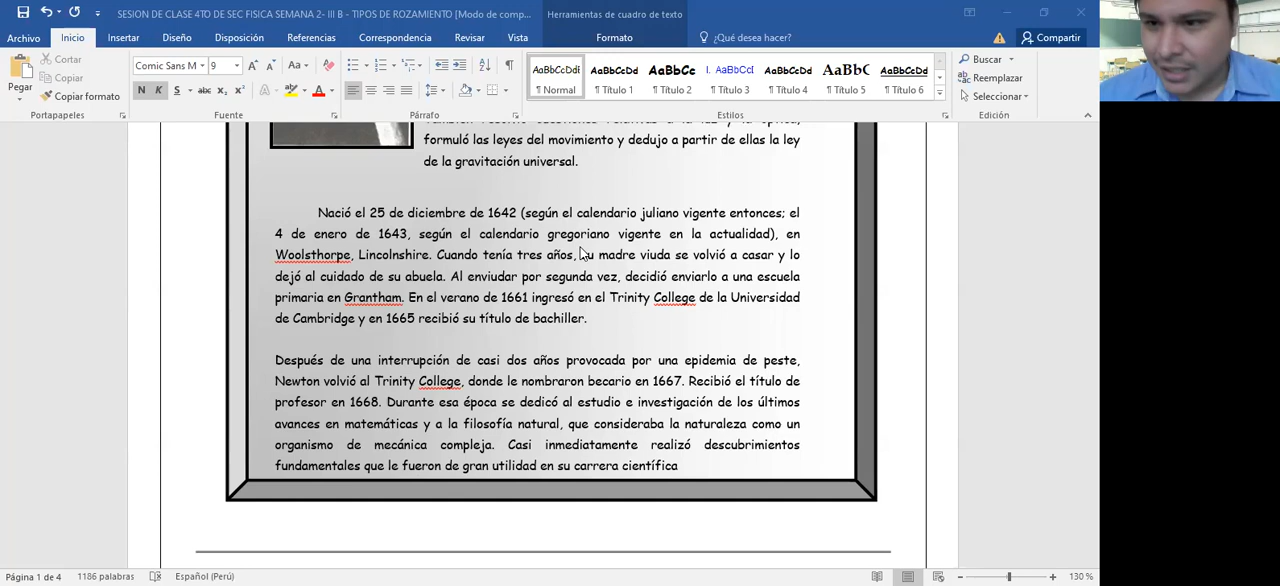 SESION DE CLASE 4TO DE SEC FISICA SEMANA 2- III B - TIPOS DE ROZAMIENTO [Modo de comp...
Herramientas de cuadro de texto
Archivo Inicio Insertar Diseño Disposición Referencias Correspondencia Revisar Vista Formato ¿Qué desea hacer? Compartir
Pegar
Cortar
Copiar
Copiar formato
Portapapeles
Comic Sans M 9
Fuente
Párrafo
AaBbCcDdE AaBbCcDd AaBbCc I. AaBbCcI AaBbCcDd AaBbC AaBbCcDd
¶ Normal ¶ Título 1 ¶ Título 2 ¶ Título 3 ¶ Título 4 ¶ Título 5 ¶ Título 6
Estilos
Buscar
Reemplazar
Seleccionar
Edición
formuló las leyes del movimiento y dedujo a partir de ellas la ley
de la gravitación universal.
Nació el 25 de diciembre de 1642 (según el calendario juliano vigente entonces; el
4 de enero de 1643, según el calendario gregoriano vigente en la actualidad), en
Woolsthorpe, Lincolnshire. Cuando tenía tres años, su madre viuda se volvió a casar y lo
dejó al cuidado de su abuela. Al enviudar por segunda vez, decidió enviarlo a una escuela
primaria en Grantham. En el verano de 1661 ingresó en el Trinity College de la Universidad
de Cambridge y en 1665 recibió su título de bachiller.
Después de una interrupción de casi dos años provocada por una epidemia de peste,
Newton volvió al Trinity College, donde le nombraron becario en 1667. Recibió el título de
profesor en 1668. Durante esa época se dedicó al estudio e investigación de los últimos
avances en matemáticas y a la filosofía natural, que consideraba la naturaleza como un
organismo de mecánica compleja. Casi inmediatamente realizó descubrimientos
fundamentales que le fueron de gran utilidad en su carrera científica
Página 1 de 4 1186 palabras Español (Perú) 130 %